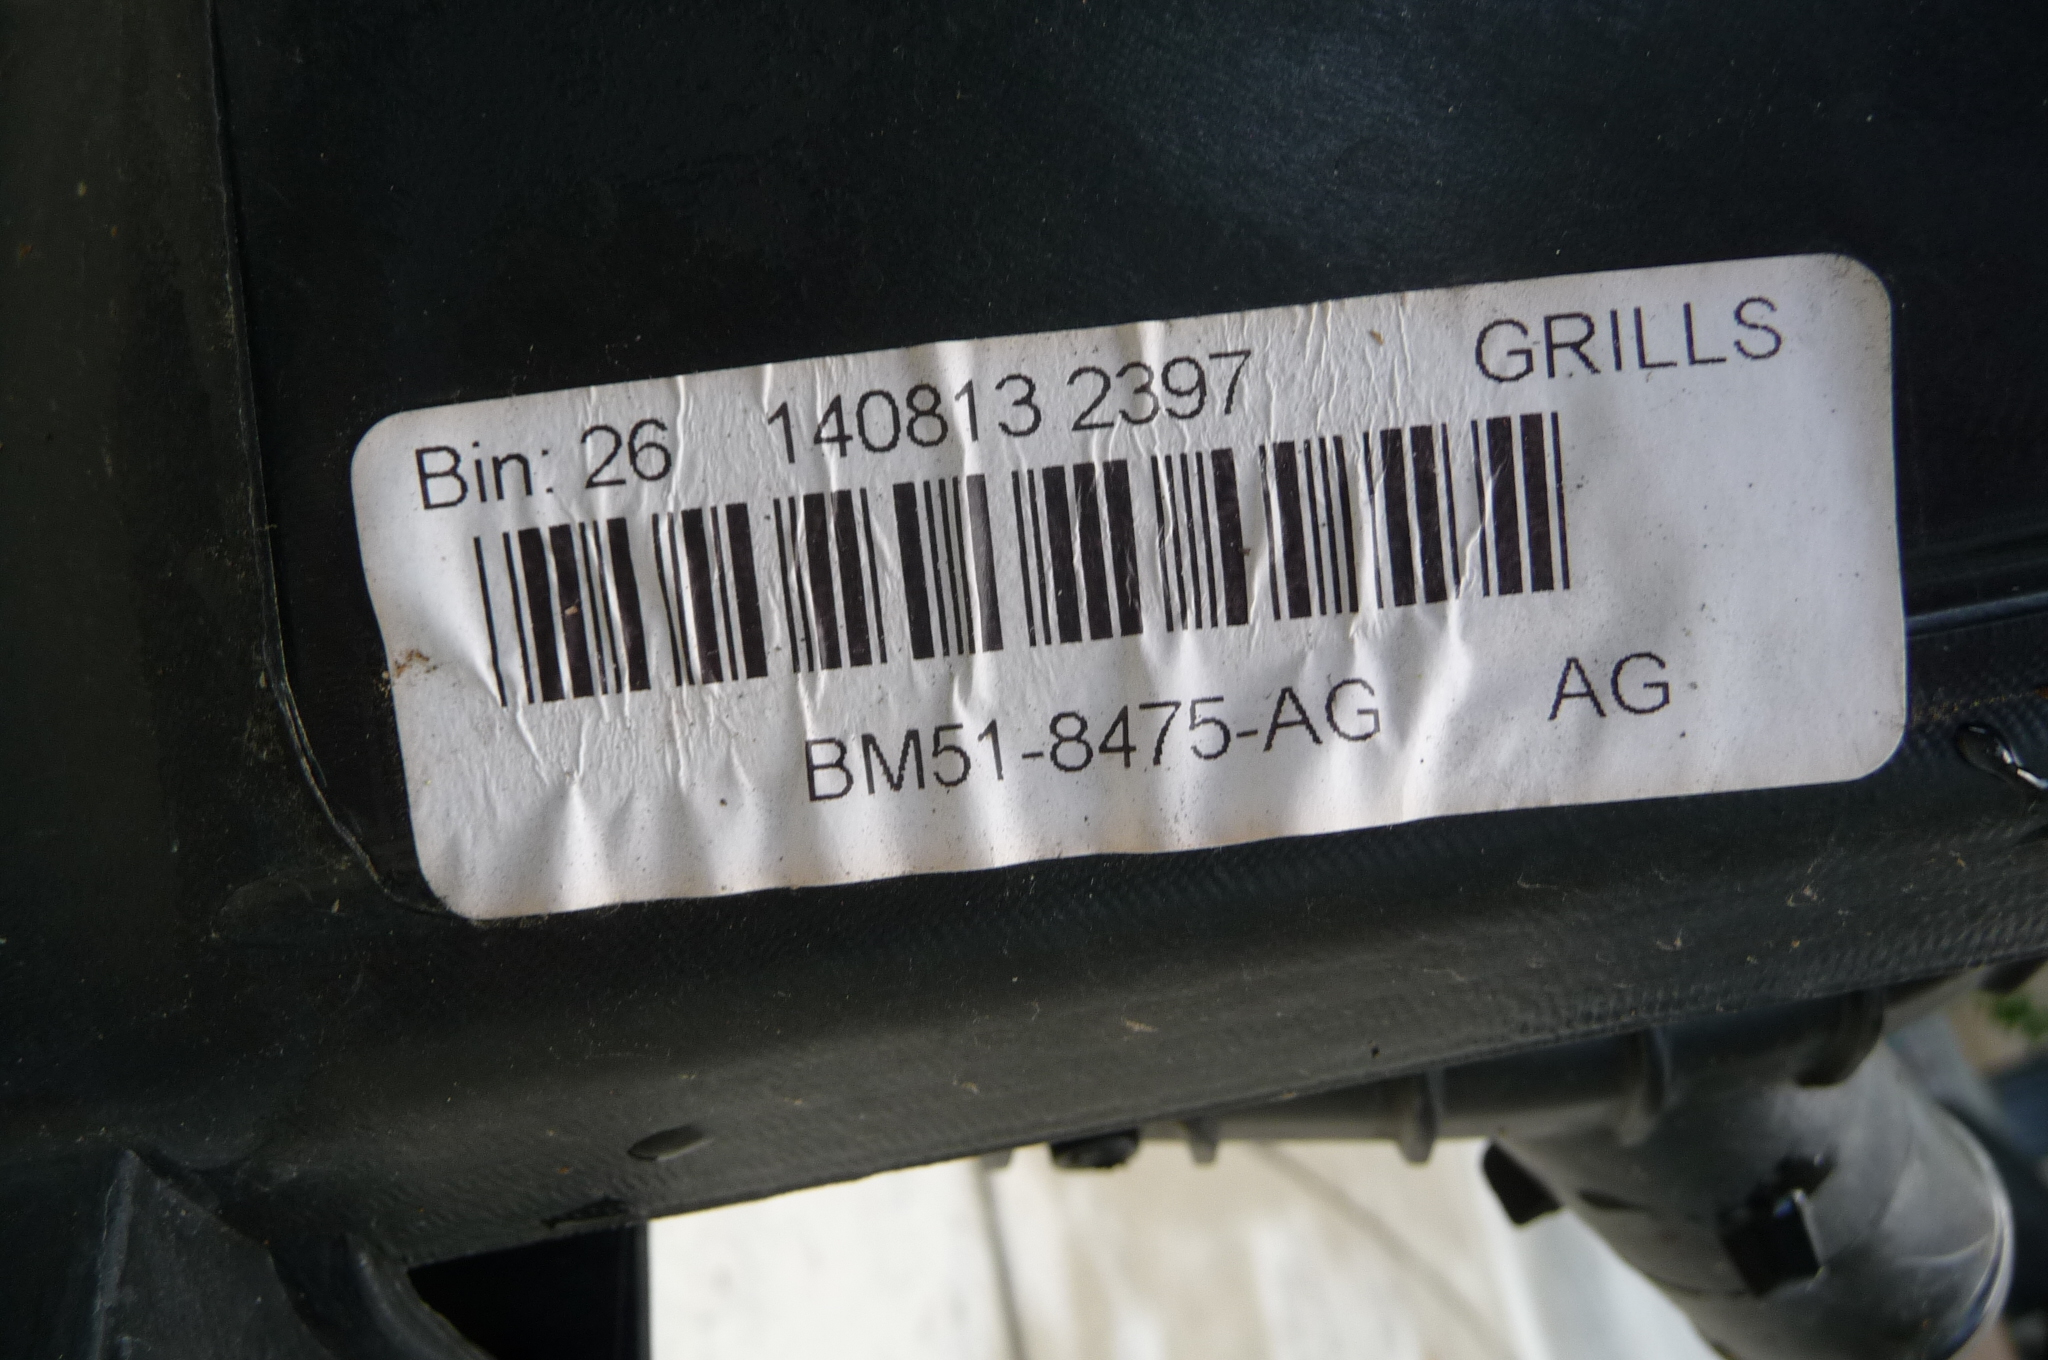 Bin: 26 140813 2397 GRILLS
BM51-8475-AG AG